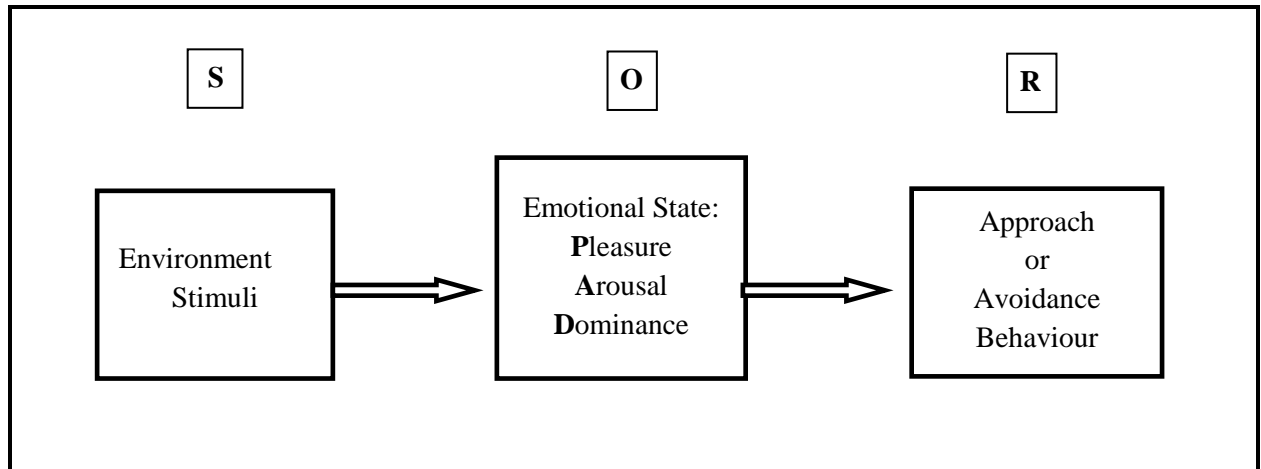 S
O
R
Environment
Stimuli
Emotional State:
Pleasure
Arousal
Dominance
Approach
or
Avoidance
Behaviour